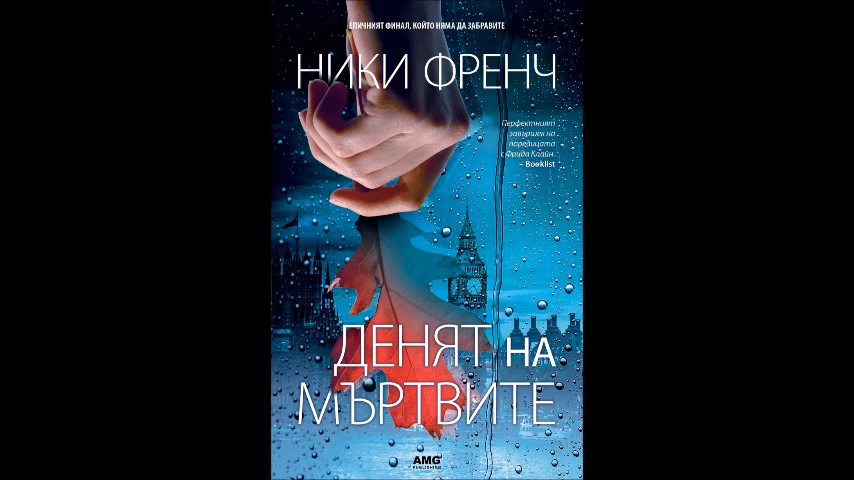 ЕПИЧНИЯТ ФИНАЛ, КОЙТО НЯМА ДА ЗАБРАВИТЕ
НИКИ ФРЕНЧ
Перфектният
завършек на
поредицата
с Фрида Клайн.
– Booklist
ДЕНЯТ НА
МЪРТВИТЕ
AMG
PUBLISHING